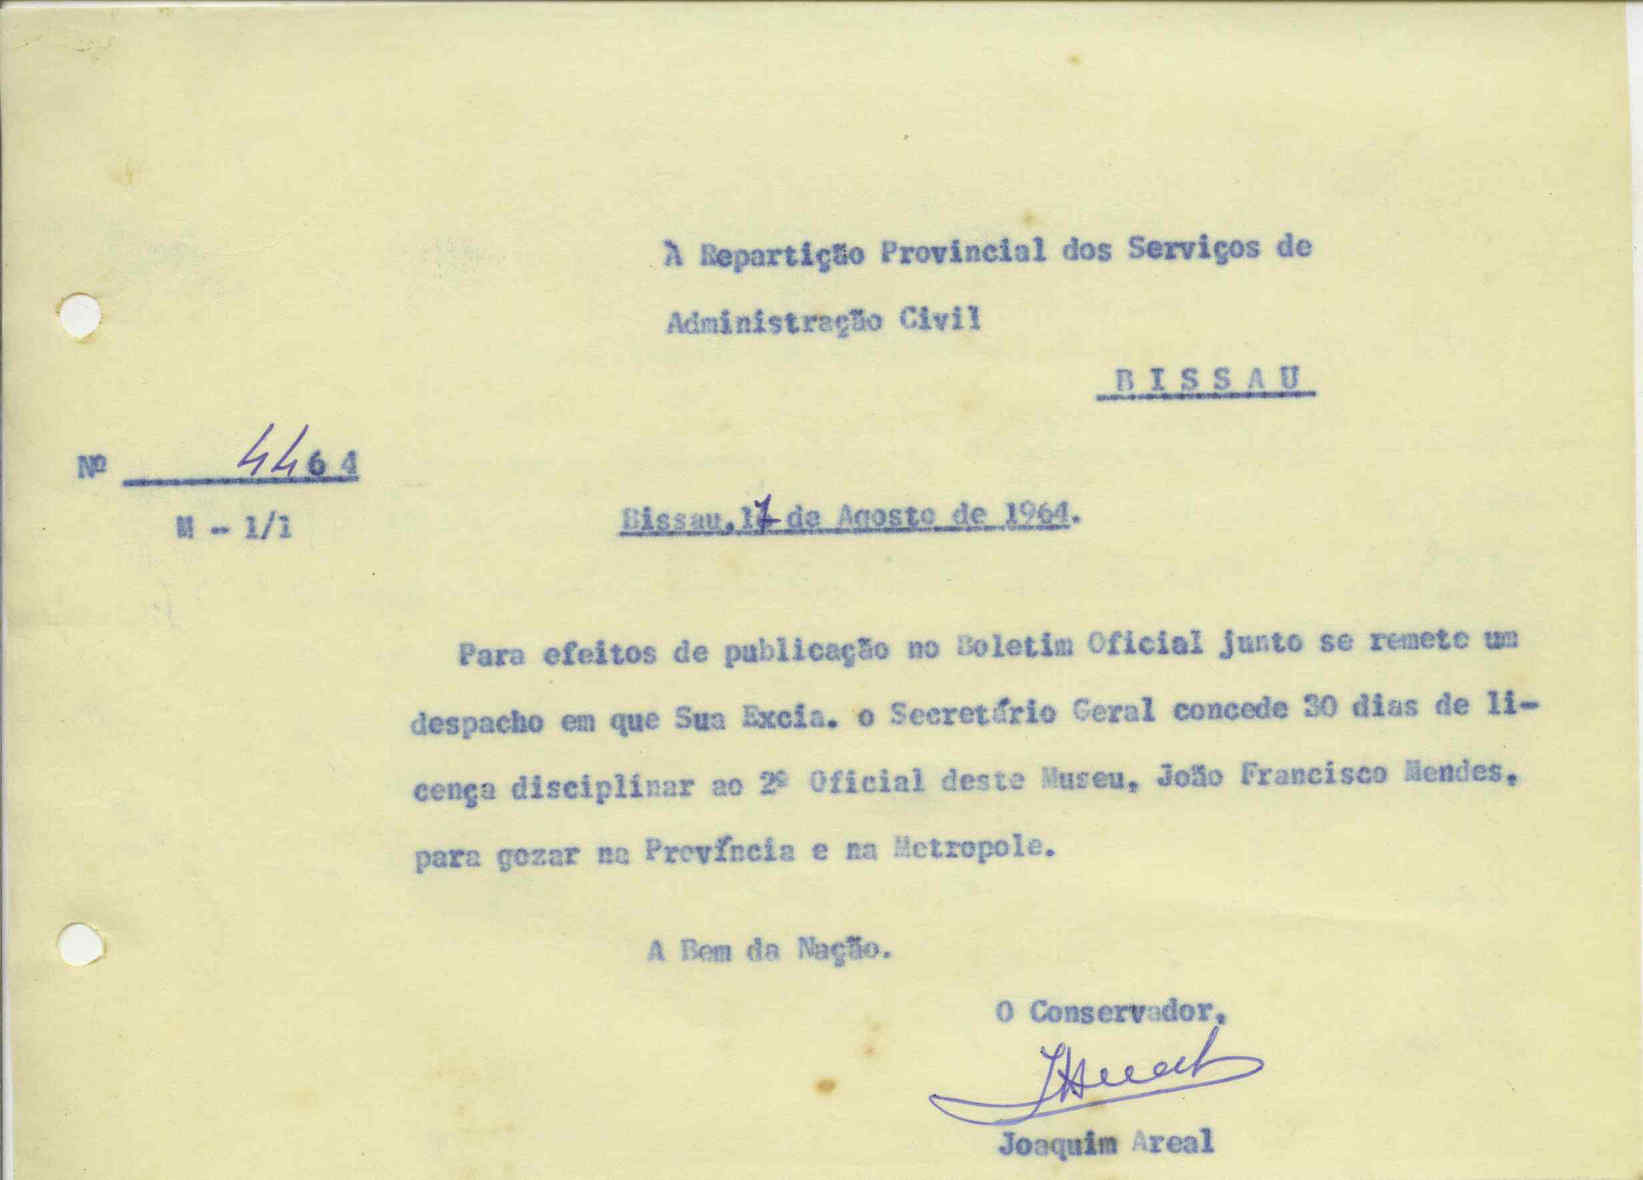 À Repartição Provincial dos Serviços de
Administração Civil
BISSAU
Nº 4464
M - 1/1
Bissau, 17 de Agosto de 1964.
Para efeitos de publicação no Boletim Oficial junto se remete um
despacho em que Sua Excia. o Secretário Geral concede 30 dias de li-
cença disciplinar ao 2º Oficial deste Museu, João Francisco Mendes,
para gozar na Província e na Metropole.
A Bem da Nação.
O Conservador,
Joaquim Areal